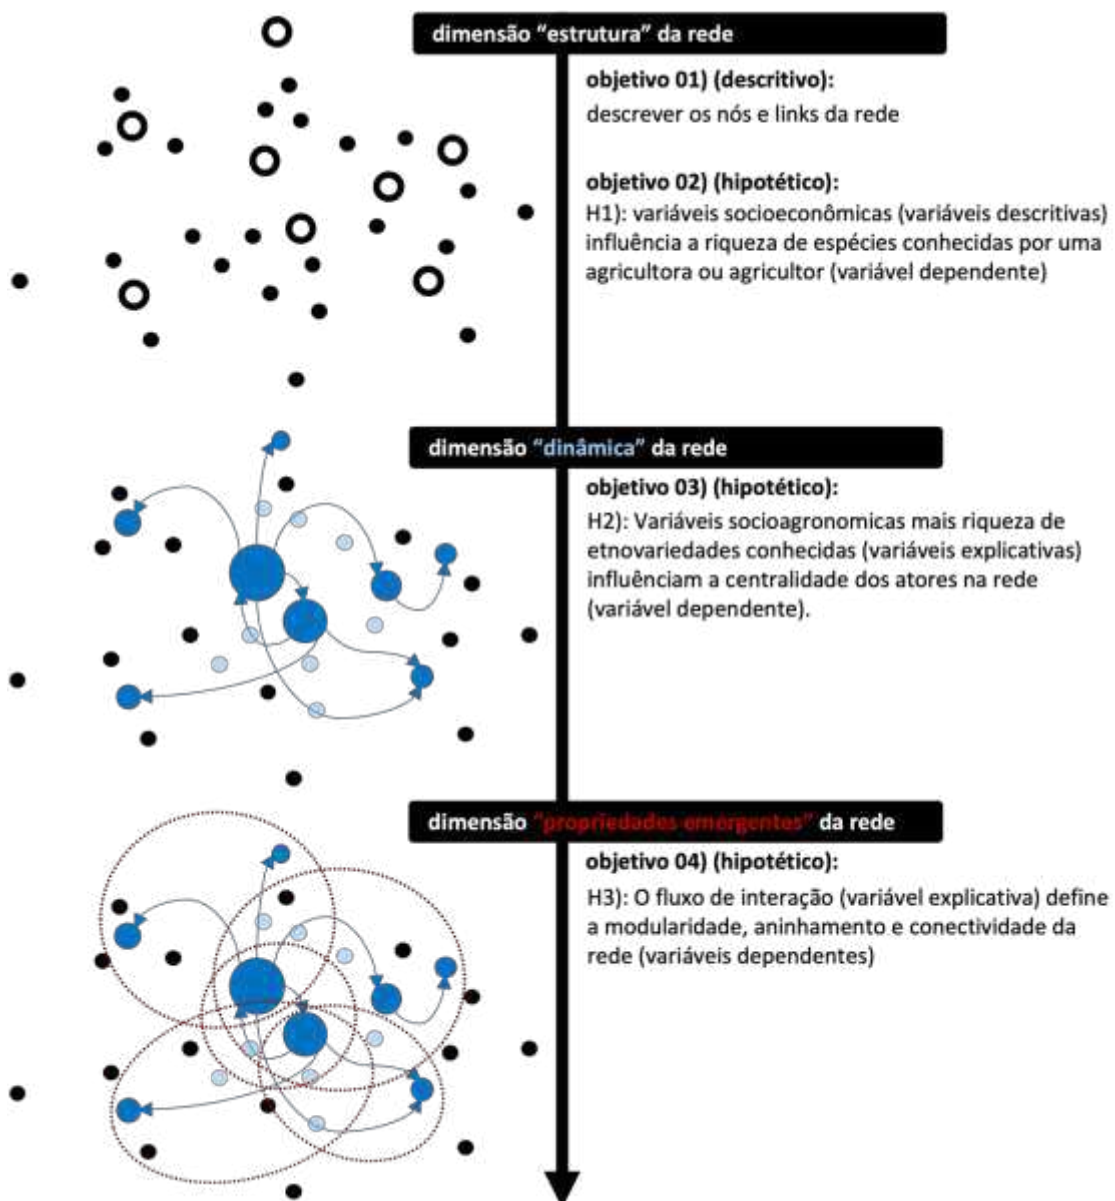 dimensão “estrutura” da rede
objetivo 01) (descritivo):
descrever os nós e links da rede
objetivo 02) (hipotético):
H1): variáveis socioeconômicas (variáveis descritivas)
influência a riqueza de espécies conhecidas por uma
agricultora ou agricultor (variável dependente)
dimensão “dinâmica” da rede
objetivo 03) (hipotético):
H2): Variáveis socioagronomicas mais riqueza de
etnovariedades conhecidas (variáveis explicativas)
influênciam a centralidade dos atores na rede
(variável dependente).
dimensão “propriedades emergentes” da rede
objetivo 04) (hipotético):
H3): O fluxo de interação (variável explicativa) define
a modularidade, aninhamento e conectividade da
rede (variáveis dependentes)